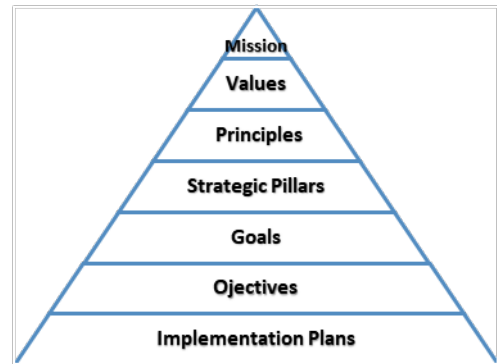 Mission
Values
Principles
Strategic Pillars
Goals
Ojectives
Implementation Plans